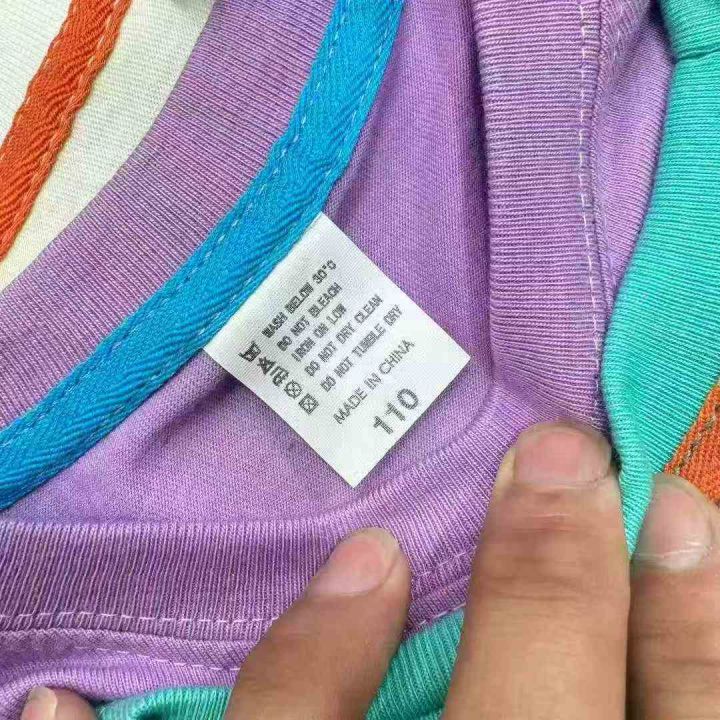 WASH BELOW 30°C
DO NOT BLEACH
IRON ON LOW
DO NOT DRY CLEAN
DO NOT TUMBLE DRY
MADE IN CHINA
110